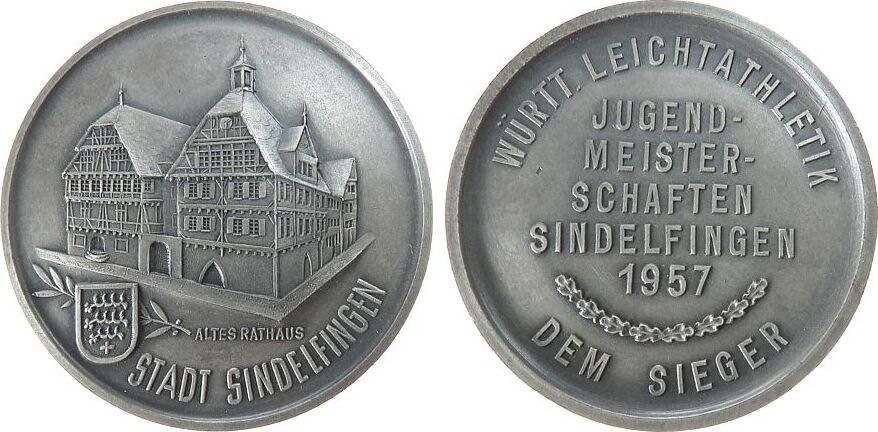 ALTES RATHAUS
STADT SINDELFINGEN
WÜRTT. LEICHTATHLETIK
JUGEND-
MEISTER-
SCHAFTEN
SINDELFINGEN
1957
DEM SIEGER